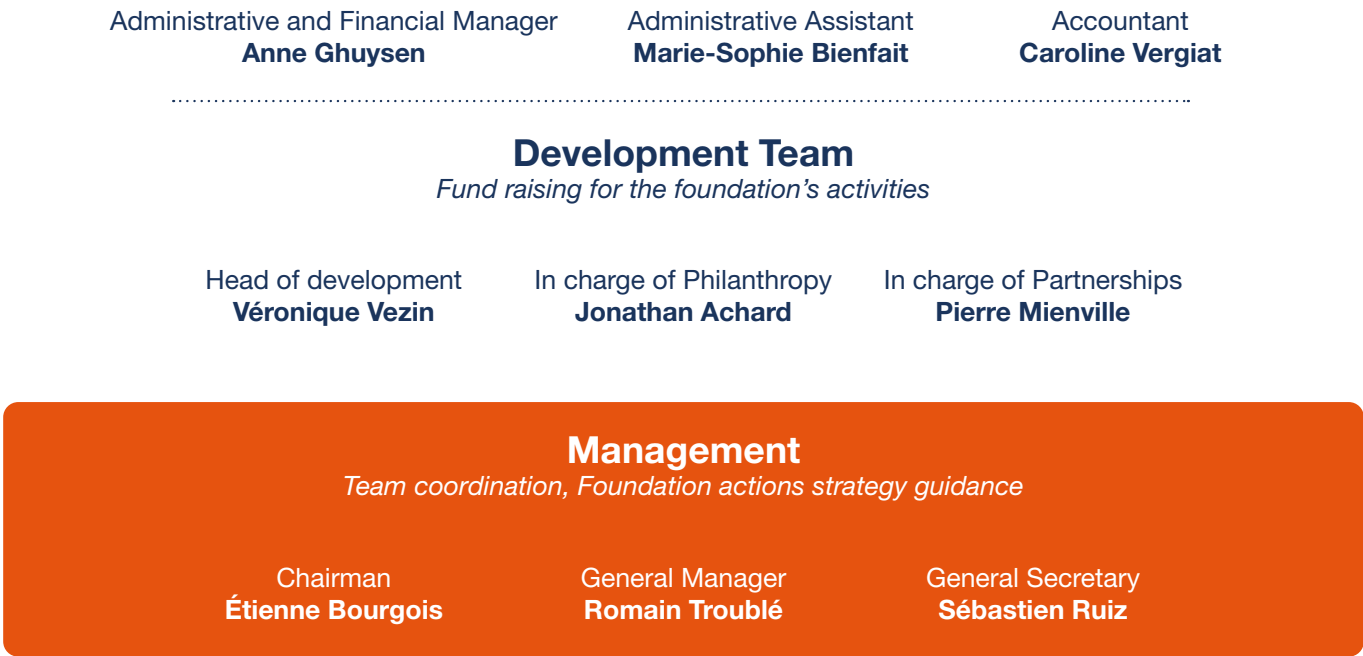 Administrative and Financial Manager Administrative Assistant Accountant
Anne Ghuysen Marie-Sophie Bienfait Caroline Vergiat
Development Team
Fund raising for the foundation’s activities
Head of development In charge of Philanthropy In charge of Partnerships
Véronique Vezin Jonathan Achard Pierre Mienville
Management
Team coordination, Foundation actions strategy guidance
Chairman General Manager General Secretary
Étienne Bourgois Romain Troublé Sébastien Ruiz